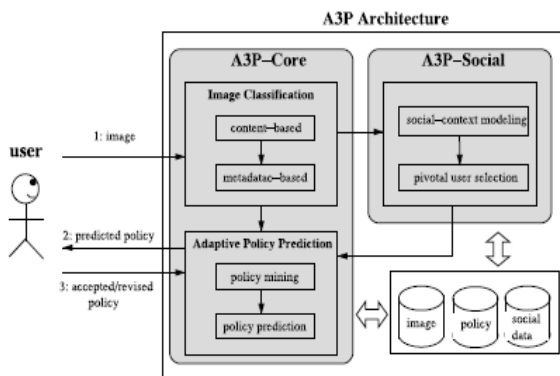 A3P Architecture
A3P–Core
A3P–Social
Image Classification
content–based
metadatac–based
social–context modeling
pivotal user selection
user
1: image
2: predicted policy
3: accepted/revised
policy
Adaptive Policy Prediction
policy mining
policy prediction
image
policy
social
data